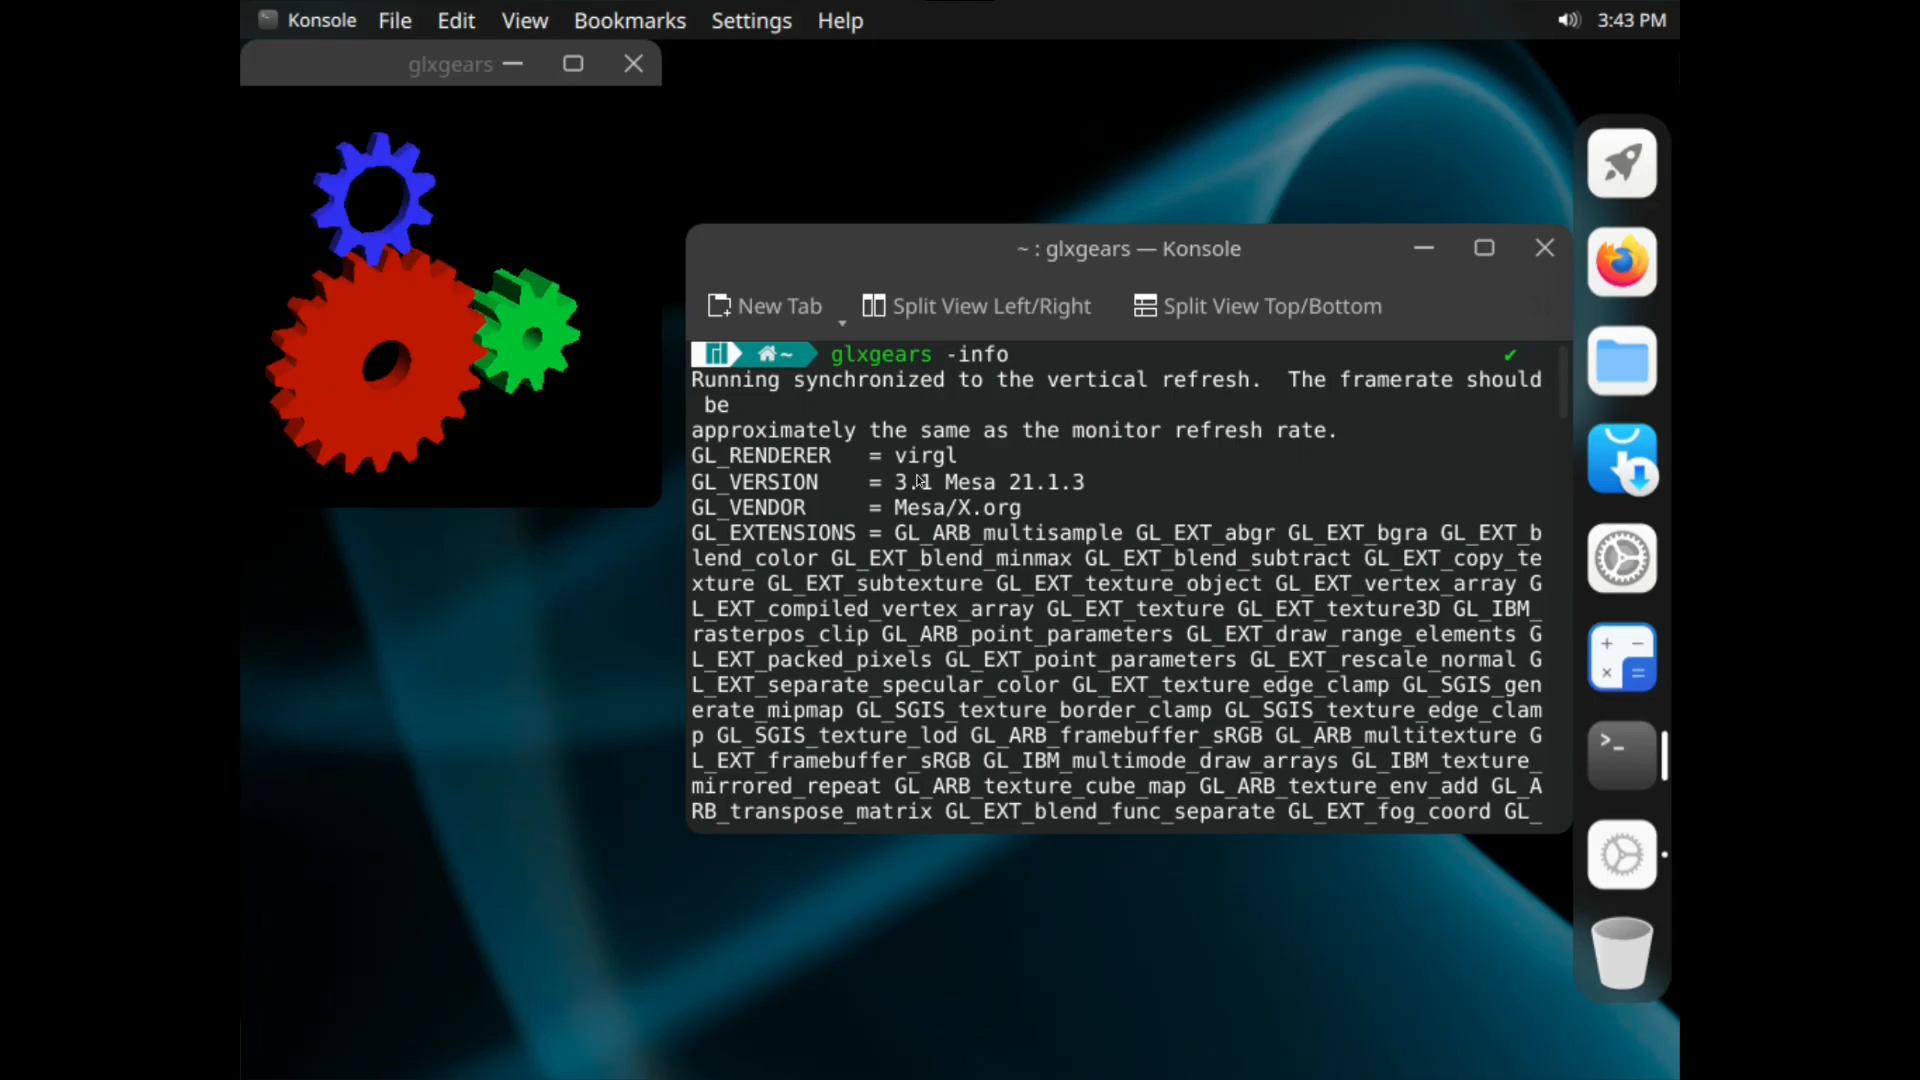 Konsole File Edit View Bookmarks Settings Help 3:43 PM
glxgears
~ : glxgears — Konsole
New Tab Split View Left/Right Split View Top/Bottom
~ glxgears -info ✔
Running synchronized to the vertical refresh.  The framerate should
 be
approximately the same as the monitor refresh rate.
GL_RENDERER   = virgl
GL_VERSION    = 3.1 Mesa 21.1.3
GL_VENDOR     = Mesa/X.org
GL_EXTENSIONS = GL_ARB_multisample GL_EXT_abgr GL_EXT_bgra GL_EXT_b
lend_color GL_EXT_blend_minmax GL_EXT_blend_subtract GL_EXT_copy_te
xture GL_EXT_subtexture GL_EXT_texture_object GL_EXT_vertex_array G
L_EXT_compiled_vertex_array GL_EXT_texture GL_EXT_texture3D GL_IBM_
rasterpos_clip GL_ARB_point_parameters GL_EXT_draw_range_elements G
L_EXT_packed_pixels GL_EXT_point_parameters GL_EXT_rescale_normal G
L_EXT_separate_specular_color GL_EXT_texture_edge_clamp GL_SGIS_gen
erate_mipmap GL_SGIS_texture_border_clamp GL_SGIS_texture_edge_clam
p GL_SGIS_texture_lod GL_ARB_framebuffer_sRGB GL_ARB_multitexture G
L_EXT_framebuffer_sRGB GL_IBM_multimode_draw_arrays GL_IBM_texture_
mirrored_repeat GL_ARB_texture_cube_map GL_ARB_texture_env_add GL_A
RB_transpose_matrix GL_EXT_blend_func_separate GL_EXT_fog_coord GL_